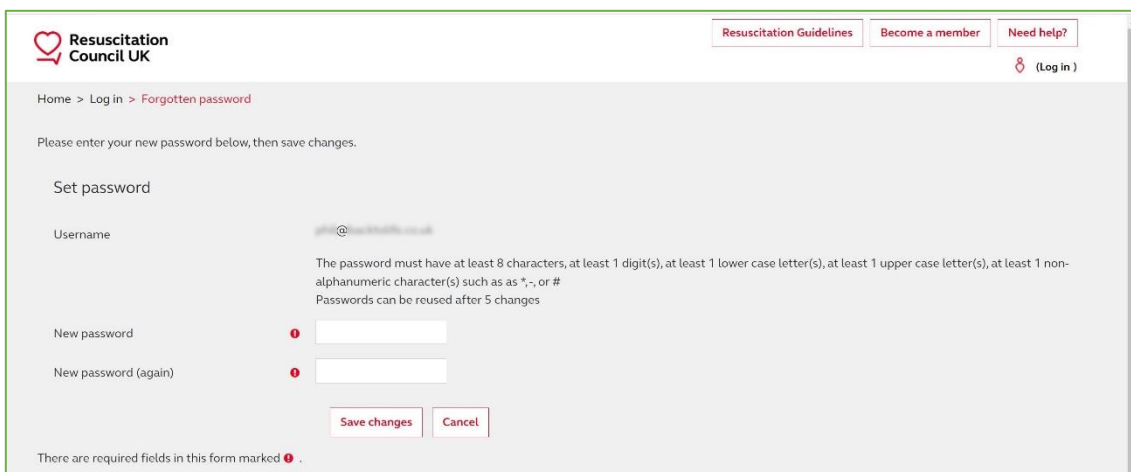 Resuscitation
Council UK
Resuscitation Guidelines
Become a member
Need help?
(Log in )
Home > Log in > Forgotten password
Please enter your new password below, then save changes.
Set password
Username
@
The password must have at least 8 characters, at least 1 digit(s), at least 1 lower case letter(s), at least 1 upper case letter(s), at least 1 non-
alphanumeric character(s) such as as *,-, or #
Passwords can be reused after 5 changes
New password
New password (again)
Save changes
Cancel
There are required fields in this form marked .